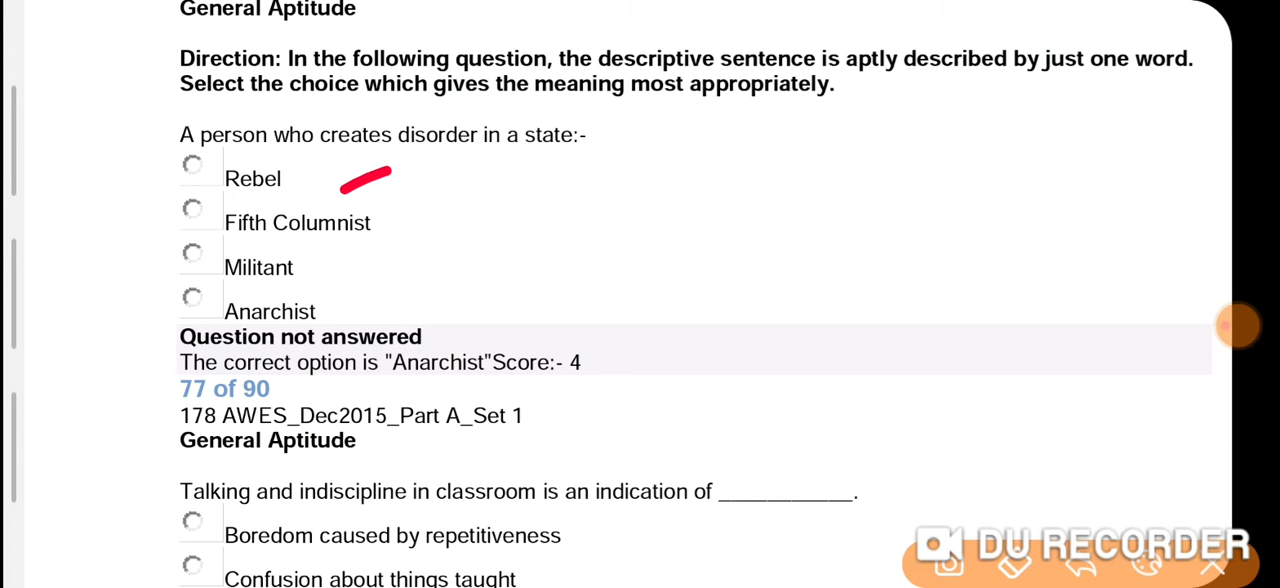 General Aptitude
Direction: In the following question, the descriptive sentence is aptly described by just one word.
Select the choice which gives the meaning most appropriately.
A person who creates disorder in a state:-
Rebel
Fifth Columnist
Militant
Anarchist
Question not answered
The correct option is "Anarchist"Score:- 4
77 of 90
178 AWES_Dec2015_Part A_Set 1
General Aptitude
Talking and indiscipline in classroom is an indication of ____________.
Boredom caused by repetitiveness
Confusion about things taught
DU RECORDER